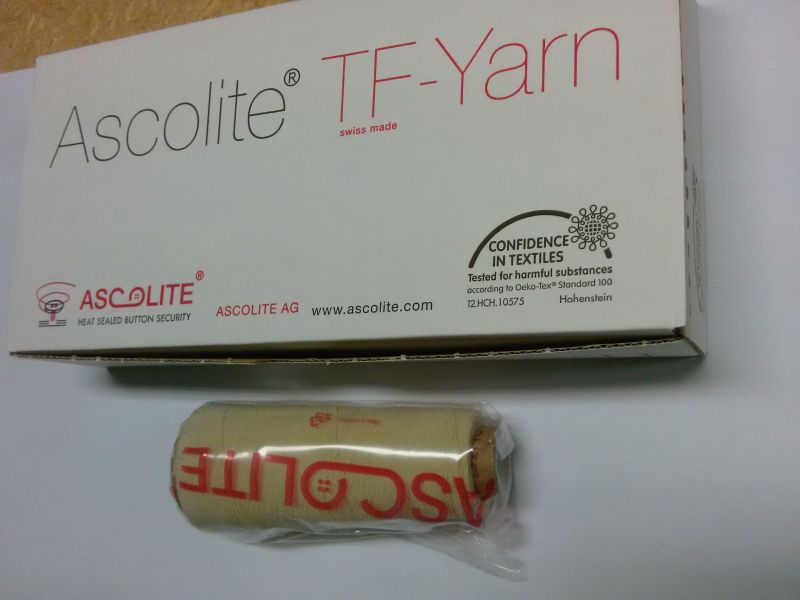 Ascolite® TF-Yarn
swiss made
CONFIDENCE
IN TEXTILES
Tested for harmful substances
according to Oeko-Tex® Standard 100
12.HCH.10575 Hohenstein
ASCOLITE®
HEAT SEALED BUTTON SECURITY
ASCOLITE AG www.ascolite.com
ASCOLITE